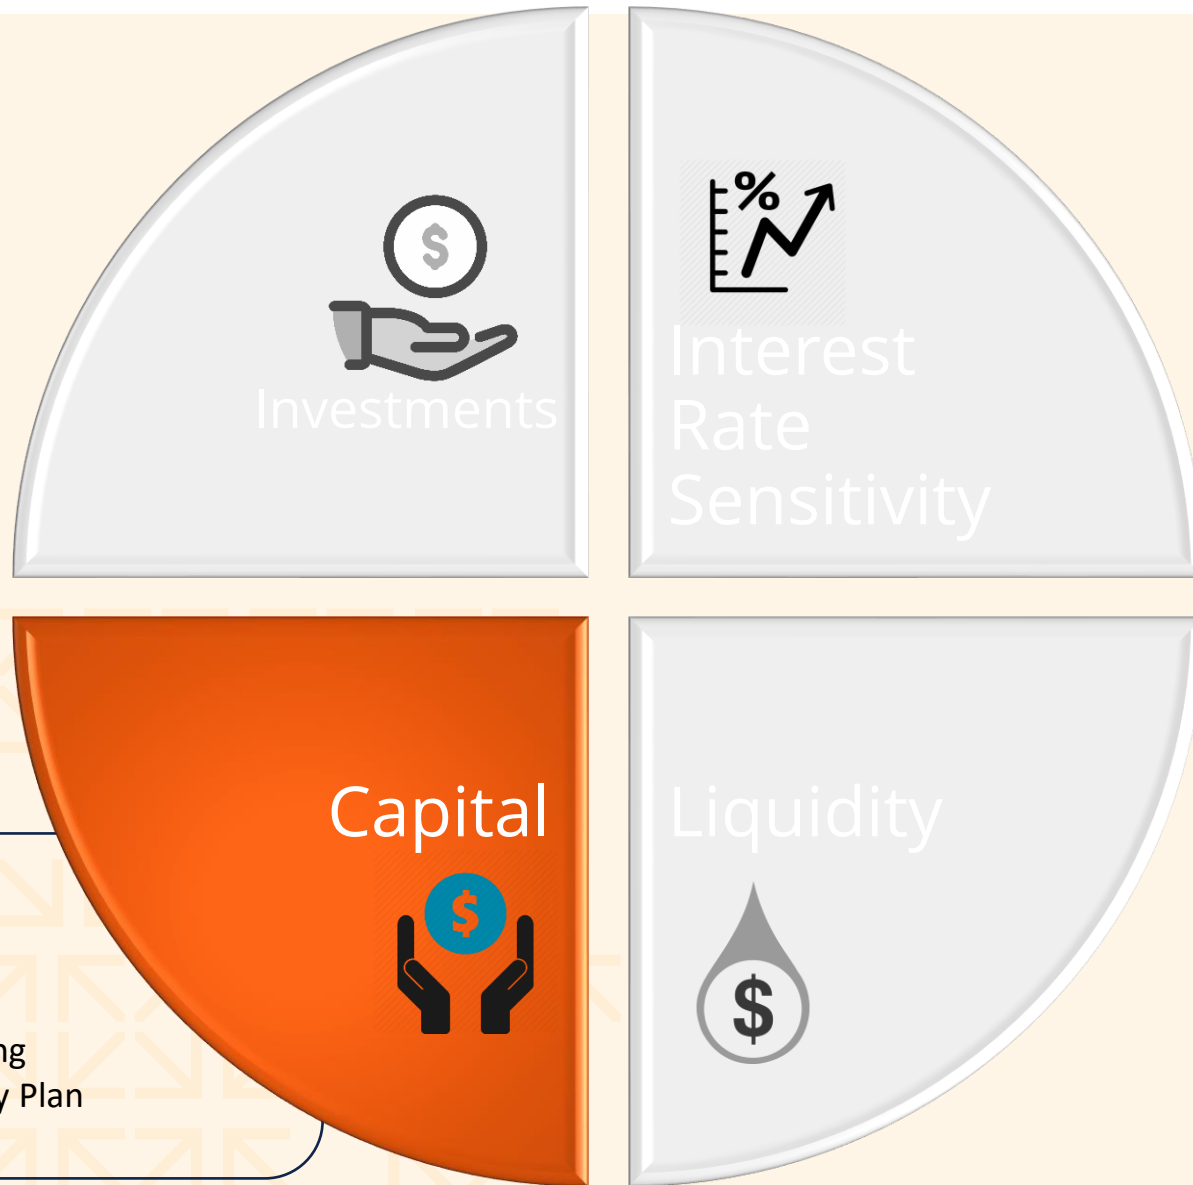 Investments
Interest
Rate
Sensitivity
Capital
Liquidity
ng
y Plan